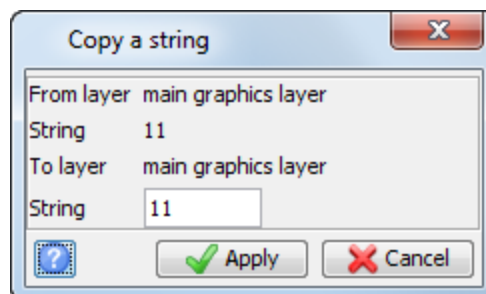 Copy a string
From layer main graphics layer
String 11
To layer main graphics layer
String 11
? Apply Cancel